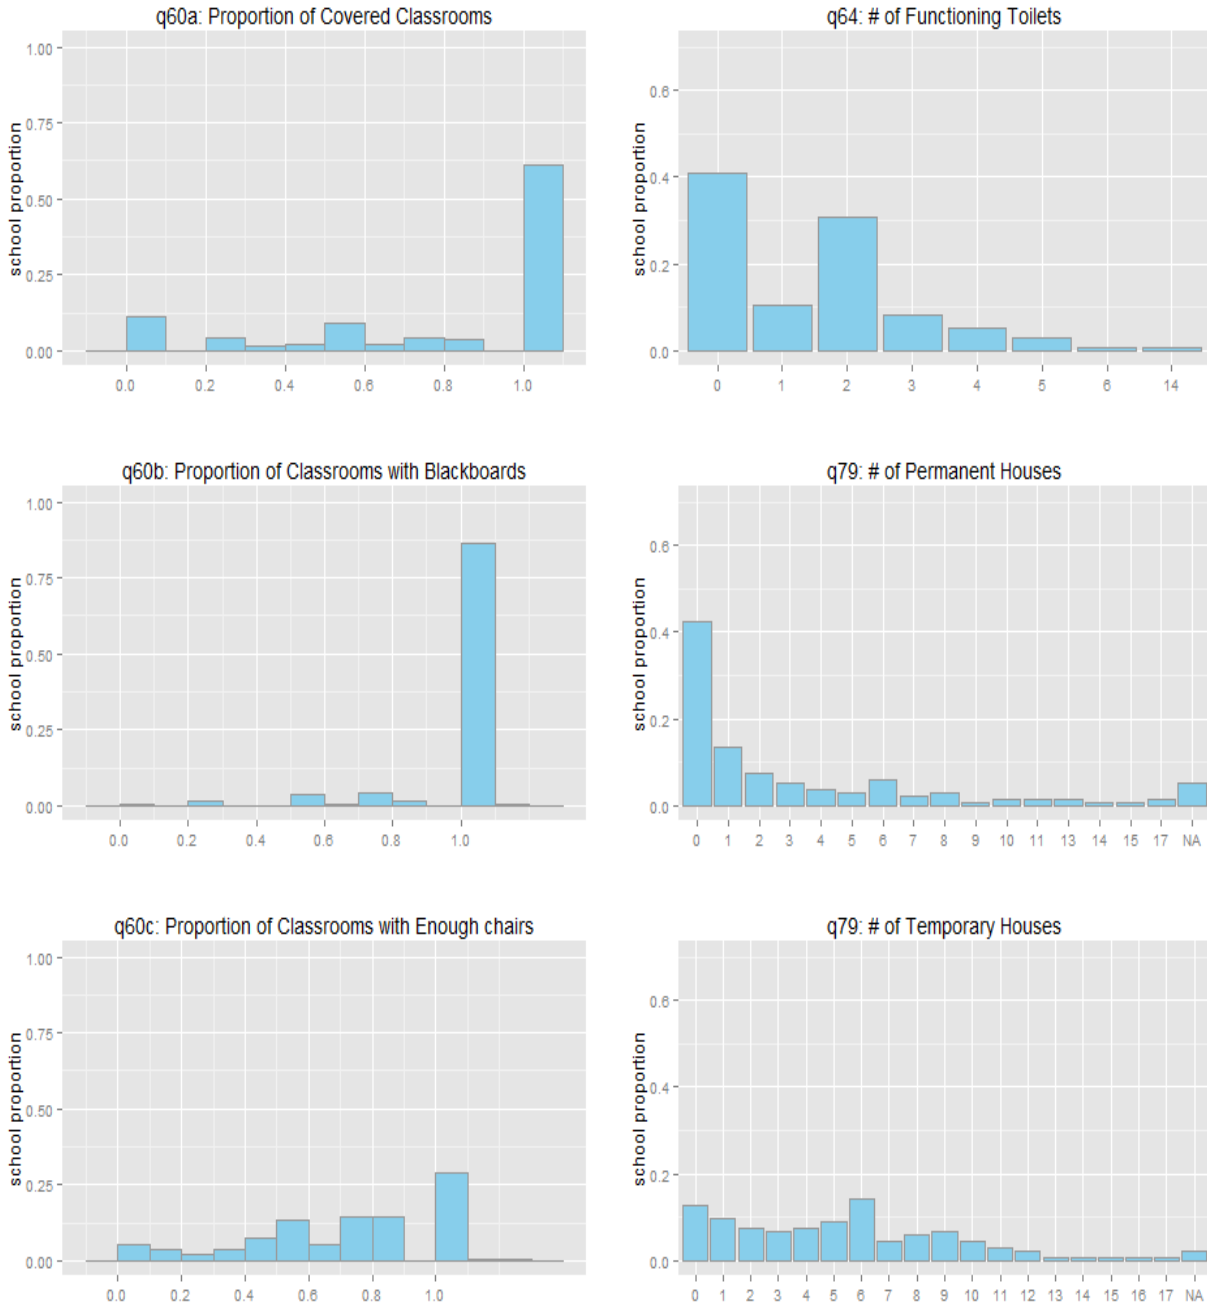 q60a: Proportion of Covered Classrooms
school proportion
1.00
0.75
0.50
0.25
0.00
0.0 0.2 0.4 0.6 0.8 1.0
q64: # of Functioning Toilets
school proportion
0.6
0.4
0.2
0.0
0 1 2 3 4 5 6 14
q60b: Proportion of Classrooms with Blackboards
school proportion
1.00
0.75
0.50
0.25
0.00
0.0 0.2 0.4 0.6 0.8 1.0
q79: # of Permanent Houses
school proportion
0.6
0.4
0.2
0.0
0 1 2 3 4 5 6 7 8 9 10 11 13 14 15 17 NA
q60c: Proportion of Classrooms with Enough chairs
school proportion
1.00
0.75
0.50
0.25
0.00
0.0 0.2 0.4 0.6 0.8 1.0
q79: # of Temporary Houses
school proportion
0.6
0.4
0.2
0.0
0 1 2 3 4 5 6 7 8 9 10 11 12 13 14 15 16 17 NA